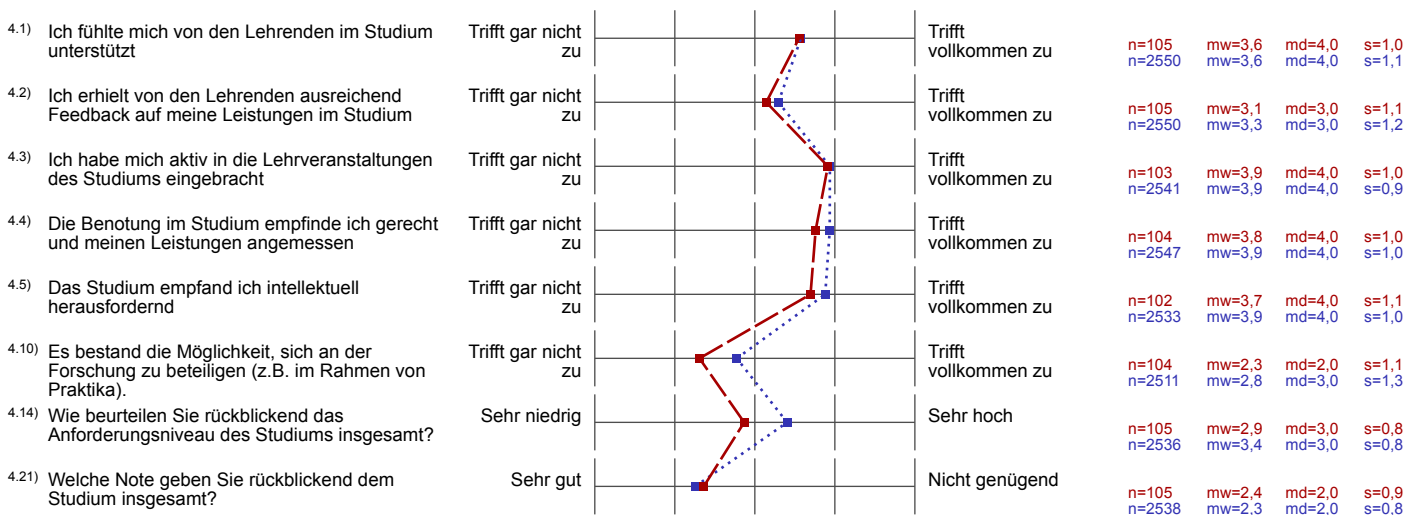 4.1) Ich fühlte mich von den Lehrenden im Studium
unterstützt
Trifft gar nicht
zu
Trifft
vollkommen zu
n=105 mw=3,6 md=4,0 s=1,0
n=2550 mw=3,6 md=4,0 s=1,1
4.2) Ich erhielt von den Lehrenden ausreichend
Feedback auf meine Leistungen im Studium
Trifft gar nicht
zu
Trifft
vollkommen zu
n=105 mw=3,1 md=3,0 s=1,1
n=2550 mw=3,3 md=3,0 s=1,2
4.3) Ich habe mich aktiv in die Lehrveranstaltungen
des Studiums eingebracht
Trifft gar nicht
zu
Trifft
vollkommen zu
n=103 mw=3,9 md=4,0 s=1,0
n=2541 mw=3,9 md=4,0 s=0,9
4.4) Die Benotung im Studium empfinde ich gerecht
und meinen Leistungen angemessen
Trifft gar nicht
zu
Trifft
vollkommen zu
n=104 mw=3,8 md=4,0 s=1,0
n=2547 mw=3,9 md=4,0 s=1,0
4.5) Das Studium empfand ich intellektuell
herausfordernd
Trifft gar nicht
zu
Trifft
vollkommen zu
n=102 mw=3,7 md=4,0 s=1,1
n=2533 mw=3,9 md=4,0 s=1,0
4.10) Es bestand die Möglichkeit, sich an der
Forschung zu beteiligen (z.B. im Rahmen von
Praktika).
Trifft gar nicht
zu
Trifft
vollkommen zu
n=104 mw=2,3 md=2,0 s=1,1
n=2511 mw=2,8 md=3,0 s=1,3
4.14) Wie beurteilen Sie rückblickend das
Anforderungsniveau des Studiums insgesamt?
Sehr niedrig
Sehr hoch
n=105 mw=2,9 md=3,0 s=0,8
n=2536 mw=3,4 md=3,0 s=0,8
4.21) Welche Note geben Sie rückblickend dem
Studium insgesamt?
Sehr gut
Nicht genügend
n=105 mw=2,4 md=2,0 s=0,9
n=2538 mw=2,3 md=2,0 s=0,8